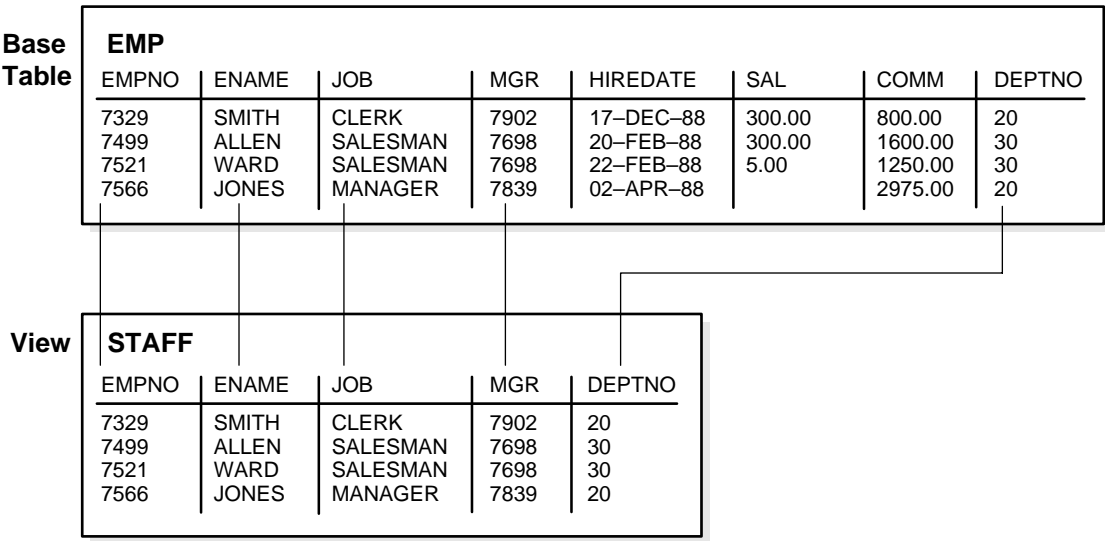 Base Table
EMP
EMPNO ENAME JOB MGR HIREDATE SAL COMM DEPTNO
7329 SMITH CLERK 7902 17–DEC–88 300.00 800.00 20
7499 ALLEN SALESMAN 7698 20–FEB–88 300.00 1600.00 30
7521 WARD SALESMAN 7698 22–FEB–88 5.00 1250.00 30
7566 JONES MANAGER 7839 02–APR–88 2975.00 20
View
STAFF
EMPNO ENAME JOB MGR DEPTNO
7329 SMITH CLERK 7902 20
7499 ALLEN SALESMAN 7698 30
7521 WARD SALESMAN 7698 30
7566 JONES MANAGER 7839 20